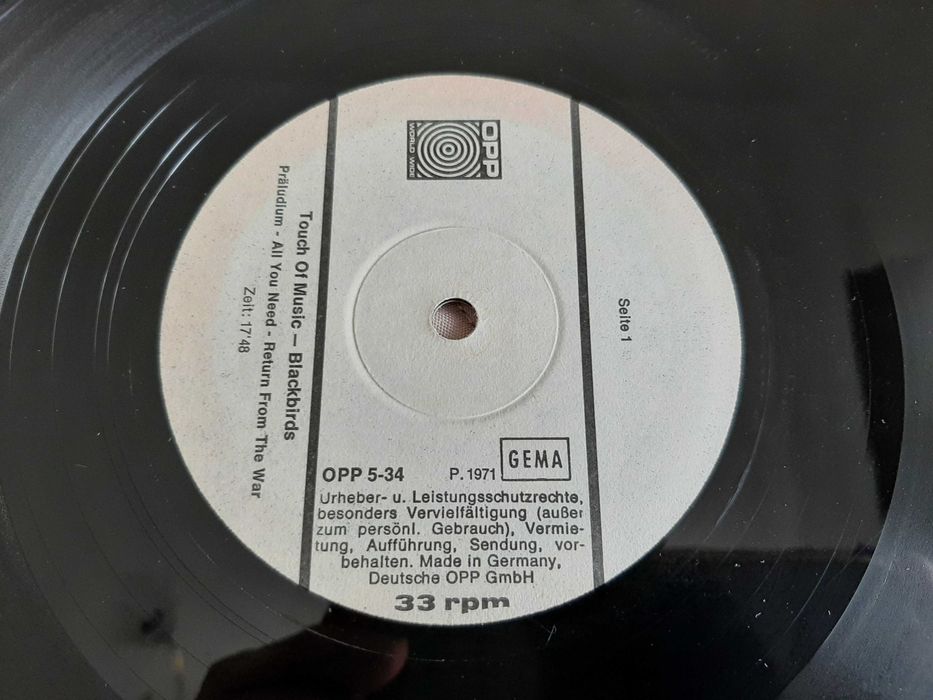 OPP
WORLD WIDE
Seite 1
Touch Of Music – Blackbirds
Präludium - All You Need - Return From The War
Zeit: 17'48
OPP 5-34 P. 1971 GEMA
Urheber- u. Leistungsschutzrechte,
besonders Vervielfältigung (außer
zum persönl. Gebrauch), Vermie-
tung, Aufführung, Sendung, vor-
behalten. Made in Germany,
Deutsche OPP GmbH
33 rpm